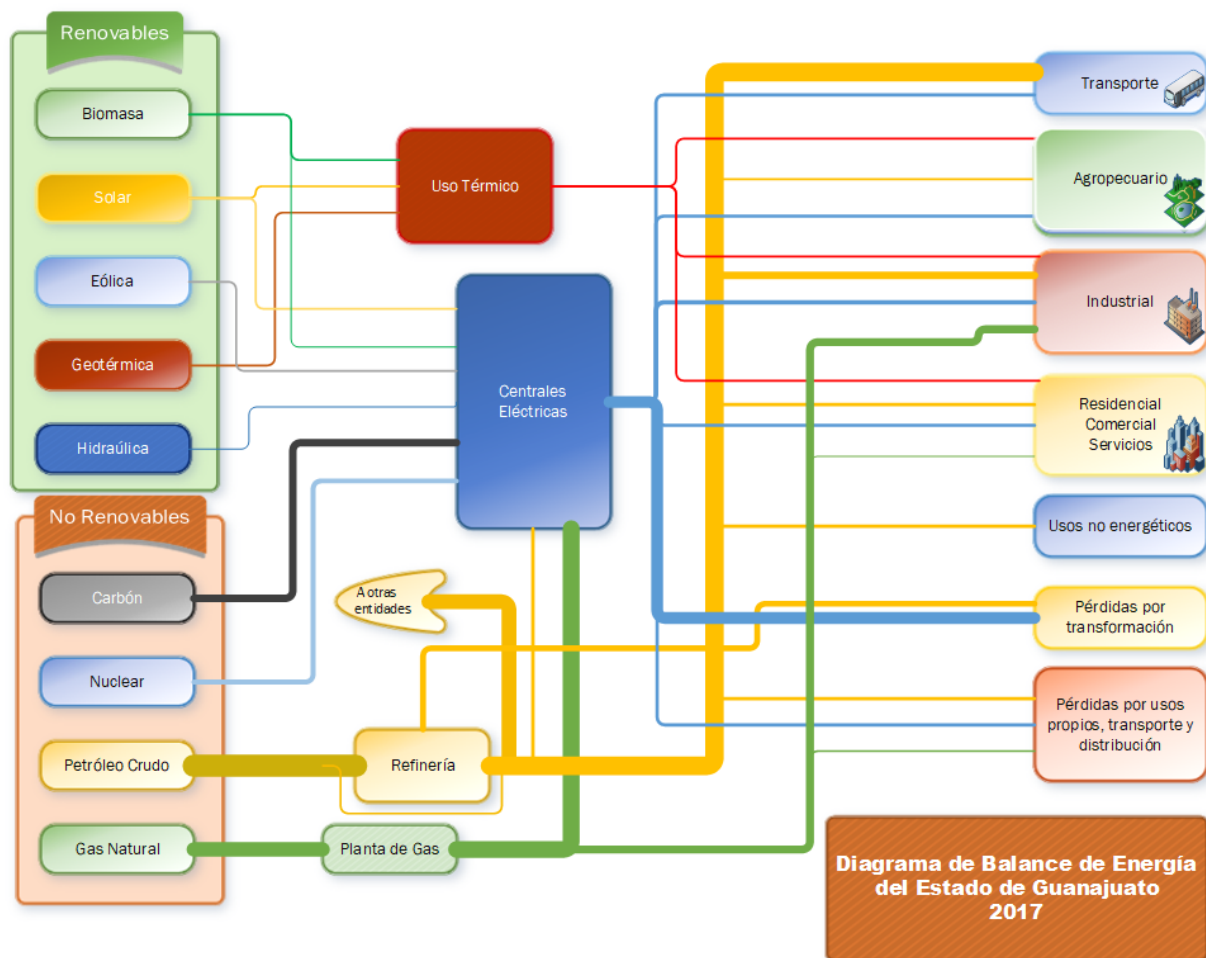 Renovables
Biomasa
Solar
Eólica
Geotérmica
Hidraúlica
No Renovables
Carbón
Nuclear
Petróleo Crudo
Gas Natural
Uso Térmico
Centrales
Eléctricas
A otras
entidades
Refinería
Planta de Gas
Transporte
Agropecuario
Industrial
Residencial
Comercial
Servicios
Usos no energéticos
Pérdidas por
transformación
Pérdidas por usos
propios, transporte y
distribución
Diagrama de Balance de Energía
del Estado de Guanajuato
2017